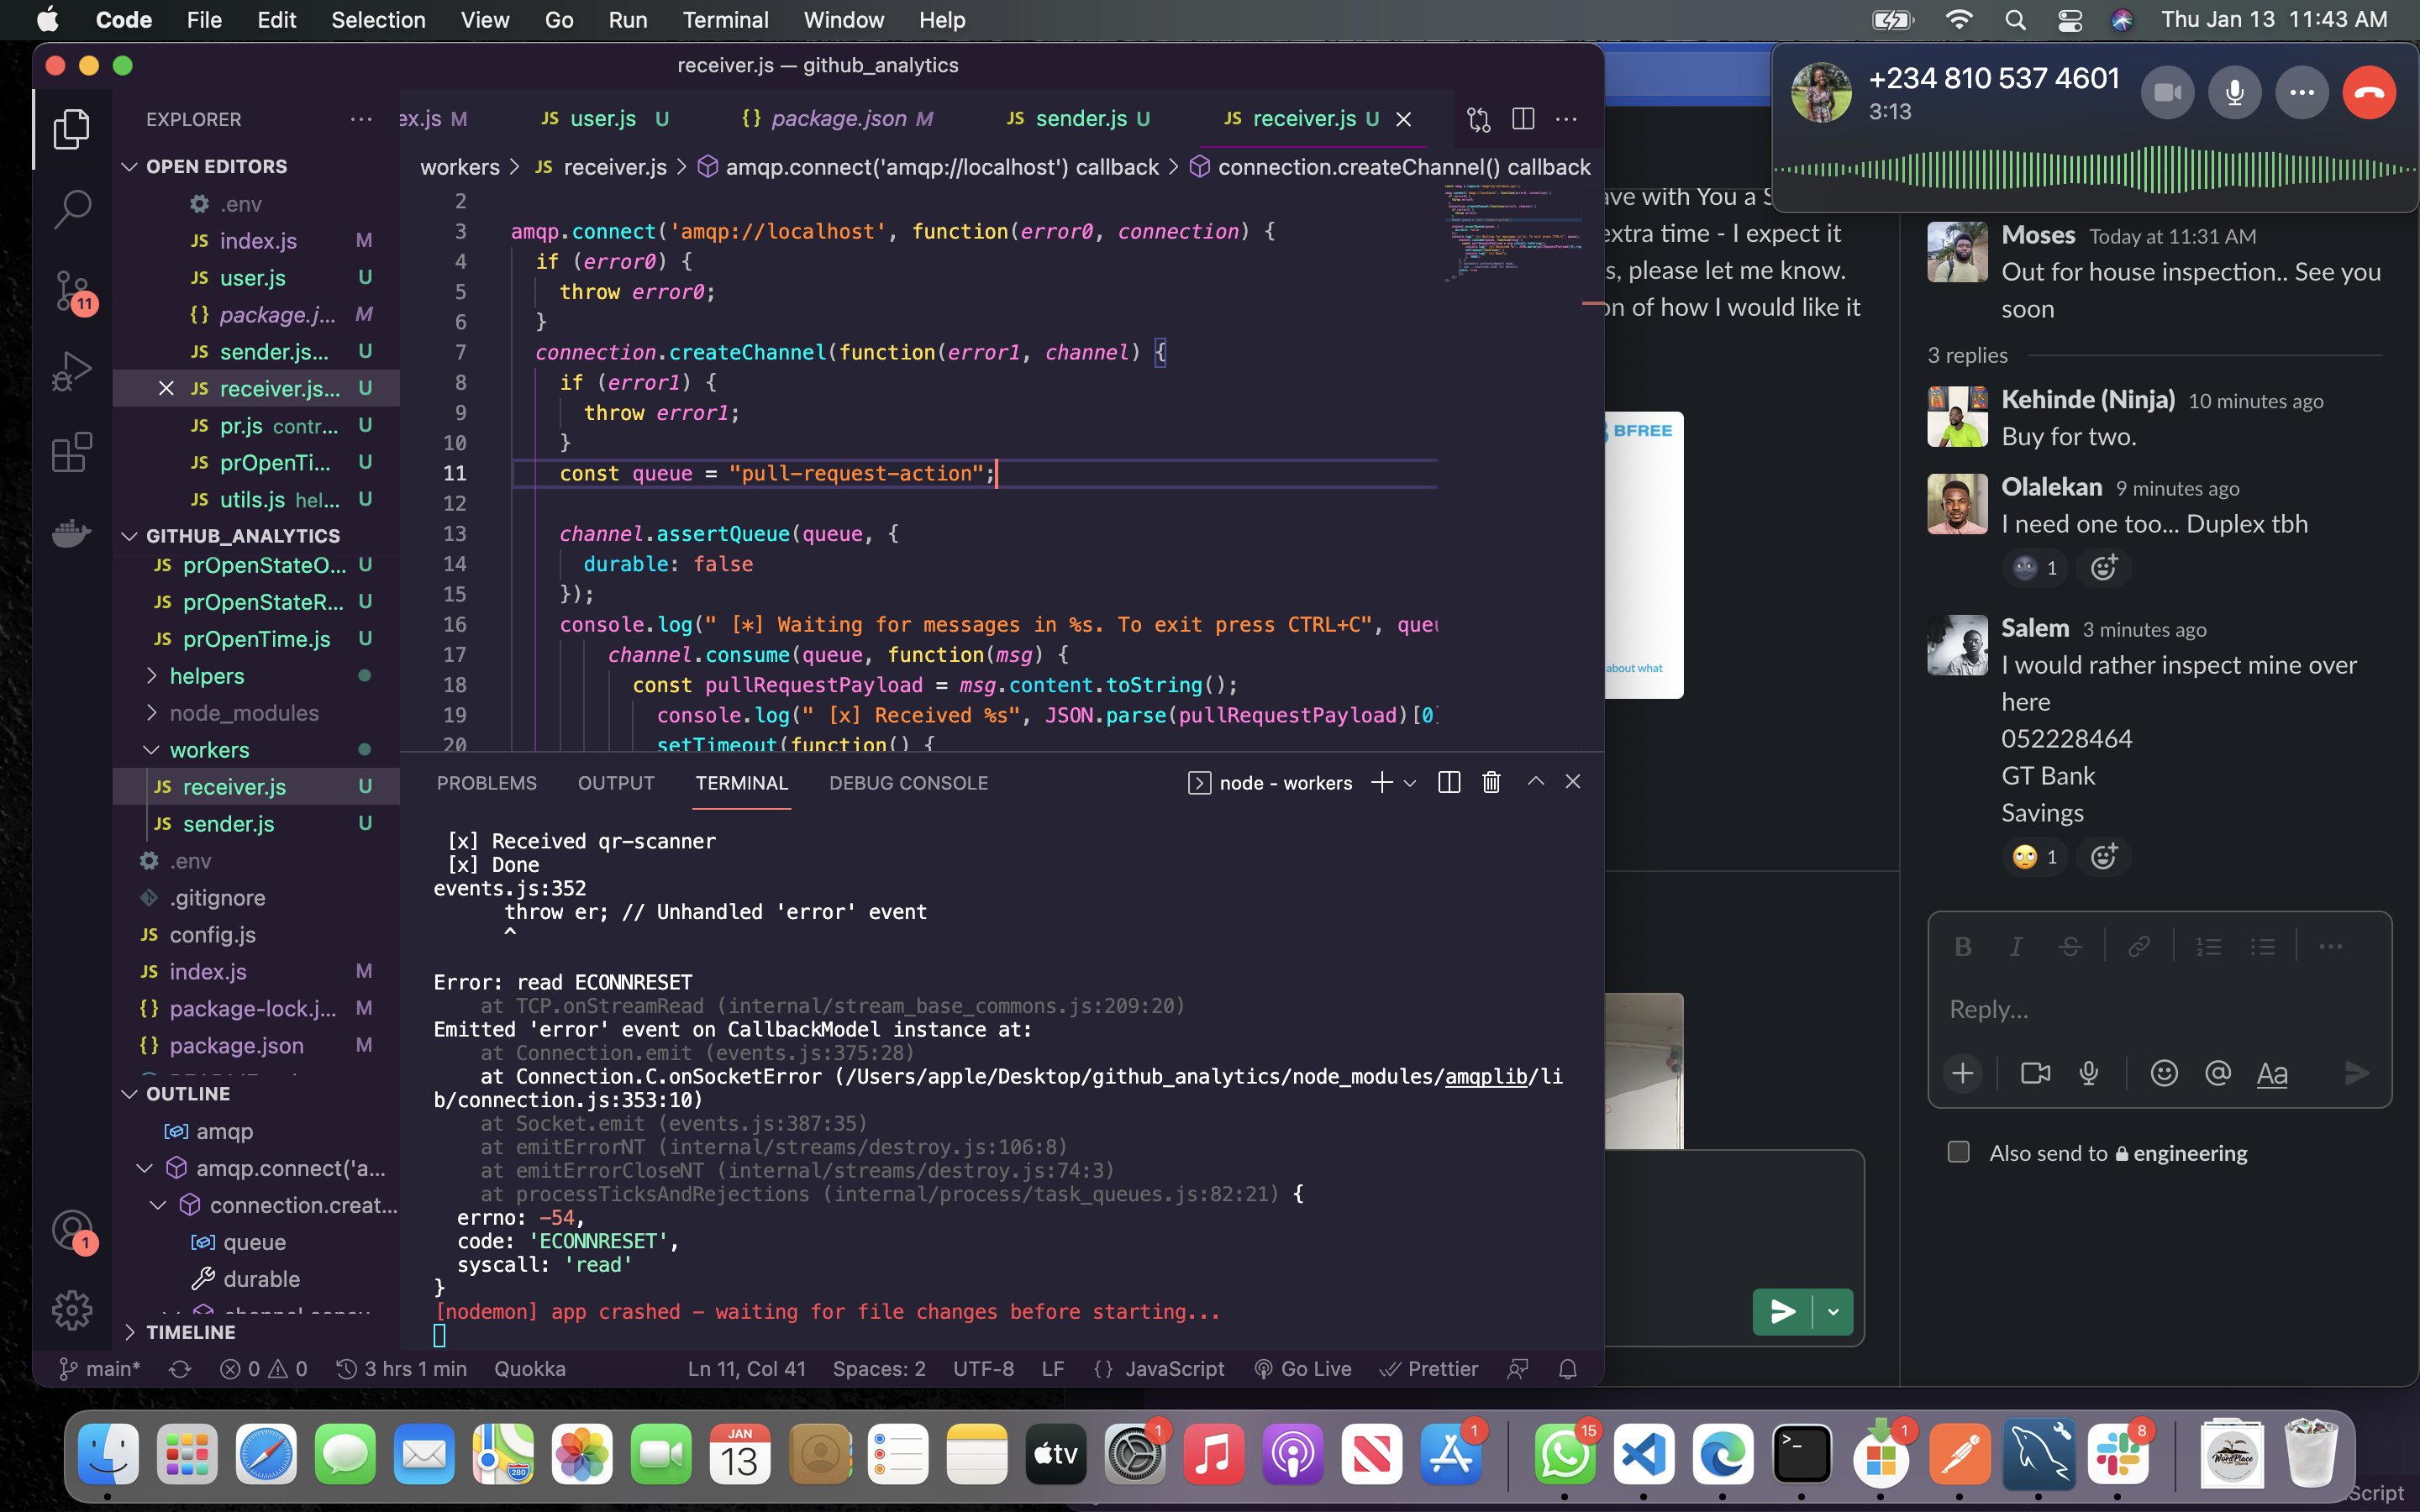 Code File Edit Selection View Go Run Terminal Window Help
Thu Jan 13 11:43 AM
receiver.js — github_analytics
+234 810 537 4601
3:13
EXPLORER
ex.js M
JS user.js U
{} package.json M
JS sender.js U
JS receiver.js U
workers > JS receiver.js > amqp.connect('amqp://localhost') callback > connection.createChannel() callback
OPEN EDITORS
.env
JS index.js M
JS user.js U
{} package.j... M
JS sender.js... U
JS receiver.js... U
JS pr.js contr... U
JS prOpenTi... U
JS utils.js hel... U
GITHUB_ANALYTICS
JS prOpenStateO... U
JS prOpenStateR... U
JS prOpenTime.js U
helpers
node_modules
workers
JS receiver.js U
JS sender.js U
.env
.gitignore
JS config.js
JS index.js M
{} package-lock.j... M
{} package.json M
OUTLINE
amqp
amqp.connect('a...
connection.creat...
queue
durable
TIMELINE
11
1
2
3 amqp.connect('amqp://localhost', function(error0, connection) {
4 if (error0) {
5 throw error0;
6 }
7 connection.createChannel(function(error1, channel) {
8 if (error1) {
9 throw error1;
10 }
11 const queue = "pull-request-action";
12
13 channel.assertQueue(queue, {
14 durable: false
15 });
16 console.log(" [*] Waiting for messages in %s. To exit press CTRL+C", queu
17 channel.consume(queue, function(msg) {
18 const pullRequestPayload = msg.content.toString();
19 console.log(" [x] Received %s", JSON.parse(pullRequestPayload)[0]
20 setTimeout(function() {
PROBLEMS OUTPUT TERMINAL DEBUG CONSOLE
node - workers
[x] Received qr-scanner
[x] Done
events.js:352
throw er; // Unhandled 'error' event
^
Error: read ECONNRESET
at TCP.onStreamRead (internal/stream_base_commons.js:209:20)
Emitted 'error' event on CallbackModel instance at:
at Connection.emit (events.js:375:28)
at Connection.C.onSocketError (/Users/apple/Desktop/github_analytics/node_modules/amqplib/li
b/connection.js:353:10)
at Socket.emit (events.js:387:35)
at emitErrorNT (internal/streams/destroy.js:106:8)
at emitErrorCloseNT (internal/streams/destroy.js:74:3)
at processTicksAndRejections (internal/process/task_queues.js:82:21) {
errno: -54,
code: 'ECONNRESET',
syscall: 'read'
}
[nodemon] app crashed - waiting for file changes before starting...
main* 0 0 3 hrs 1 min Quokka Ln 11, Col 41 Spaces: 2 UTF-8 LF {} JavaScript Go Live Prettier
ave with You a S
extra time - I expect it
s, please let me know.
on of how I would like it
BFREE
about what
Moses Today at 11:31 AM
Out for house inspection.. See you
soon
3 replies
Kehinde (Ninja) 10 minutes ago
Buy for two.
Olalekan 9 minutes ago
I need one too... Duplex tbh
1
Salem 3 minutes ago
I would rather inspect mine over
here
052228464
GT Bank
Savings
1
B I S
Reply...
@ Aa
Also send to engineering
JAN
13
280
tv
1
1
15
1
8
WordPlace
Script